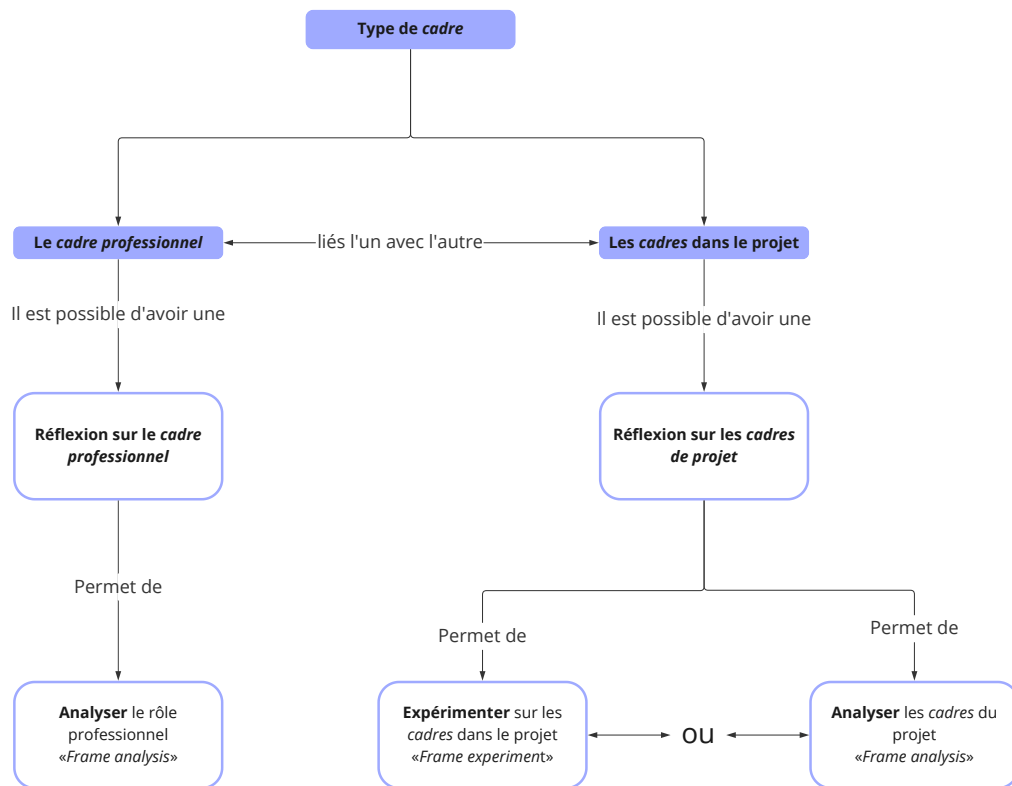 Type de cadre
Le cadre professionnel
liés l'un avec l'autre
Les cadres dans le projet
Il est possible d'avoir une
Il est possible d'avoir une
Réflexion sur le cadre
professionnel
Réflexion sur les cadres
de projet
Permet de
Permet de
Permet de
Analyser le rôle
professionnel
«Frame analysis»
Expérimenter sur les
cadres dans le projet
«Frame experiment»
ou
Analyser les cadres du
projet
«Frame analysis»